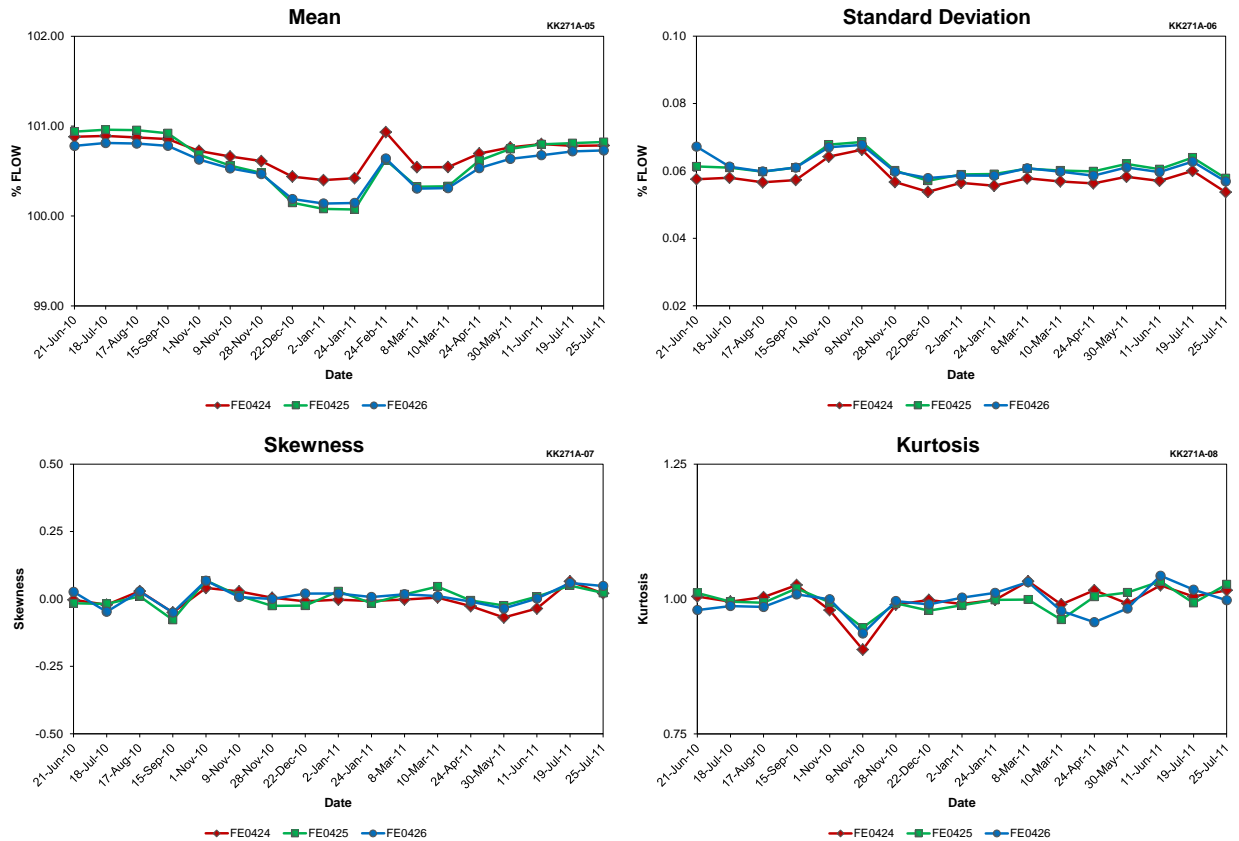 Mean
KK271A-05
102.00
101.00
100.00
99.00
% FLOW
21-Jun-10
18-Jul-10
17-Aug-10
15-Sep-10
1-Nov-10
9-Nov-10
28-Nov-10
22-Dec-10
2-Jan-11
24-Jan-11
24-Feb-11
8-Mar-11
10-Mar-11
24-Apr-11
30-May-11
11-Jun-11
19-Jul-11
25-Jul-11
Date
FE0424 FE0425 FE0426
Standard Deviation
KK271A-06
0.10
0.08
0.06
0.04
0.02
% FLOW
21-Jun-10
18-Jul-10
17-Aug-10
15-Sep-10
1-Nov-10
9-Nov-10
28-Nov-10
22-Dec-10
2-Jan-11
24-Jan-11
8-Mar-11
10-Mar-11
24-Apr-11
30-May-11
11-Jun-11
19-Jul-11
25-Jul-11
Date
FE0424 FE0425 FE0426
Skewness
KK271A-07
0.50
0.25
0.00
-0.25
-0.50
Skewness
21-Jun-10
18-Jul-10
17-Aug-10
15-Sep-10
1-Nov-10
9-Nov-10
28-Nov-10
22-Dec-10
2-Jan-11
24-Jan-11
8-Mar-11
10-Mar-11
24-Apr-11
30-May-11
11-Jun-11
19-Jul-11
25-Jul-11
Date
FE0424 FE0425 FE0426
Kurtosis
KK271A-08
1.25
1.00
0.75
Kurtosis
21-Jun-10
18-Jul-10
17-Aug-10
15-Sep-10
1-Nov-10
9-Nov-10
28-Nov-10
22-Dec-10
2-Jan-11
24-Jan-11
8-Mar-11
10-Mar-11
24-Apr-11
30-May-11
11-Jun-11
19-Jul-11
25-Jul-11
Date
FE0424 FE0425 FE0426